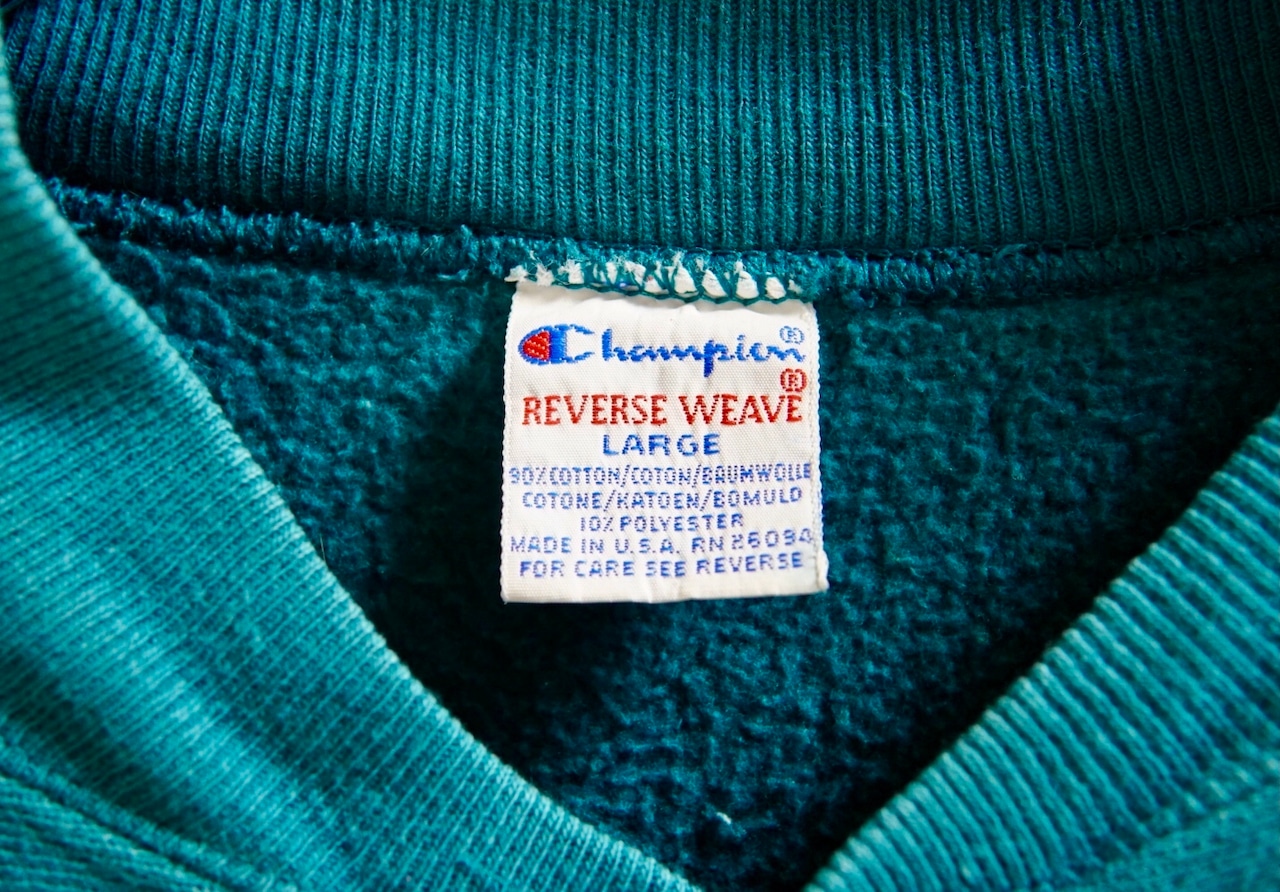 Champion®
REVERSE WEAVE®
LARGE
90%COTTON/COTON/BAUMWOLLE
COTONE/KATOEN/BOMULD
10% POLYESTER
MADE IN U.S.A. RN 26094
FOR CARE SEE REVERSE